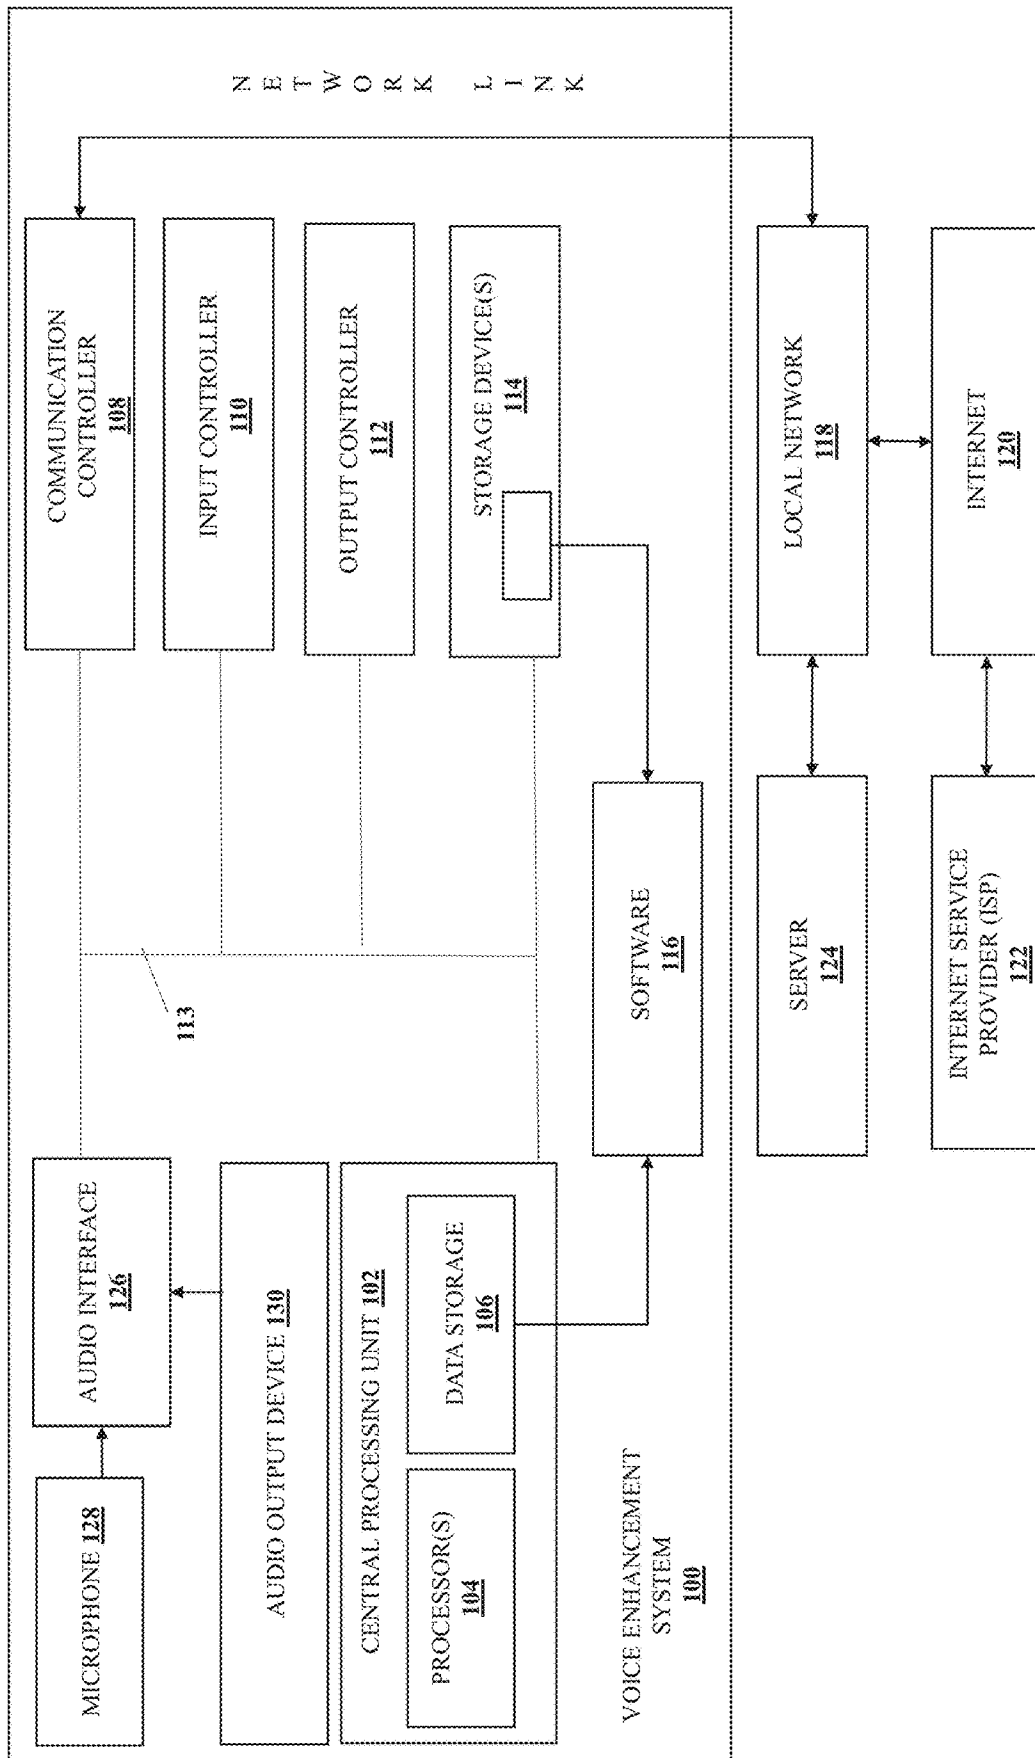 MICROPHONE 128
AUDIO INTERFACE
126
113
COMMUNICATION
CONTROLLER
108
NETWORK LINK
INPUT CONTROLLER
110
AUDIO OUTPUT DEVICE 130
OUTPUT CONTROLLER
112
CENTRAL PROCESSING UNIT 102
PROCESSOR(S)
104
DATA STORAGE
106
STORAGE DEVICE(S)
114
VOICE ENHANCEMENT
SYSTEM
100
SOFTWARE
116
SERVER
124
LOCAL NETWORK
118
INTERNET SERVICE
PROVIDER (ISP)
122
INTERNET
120